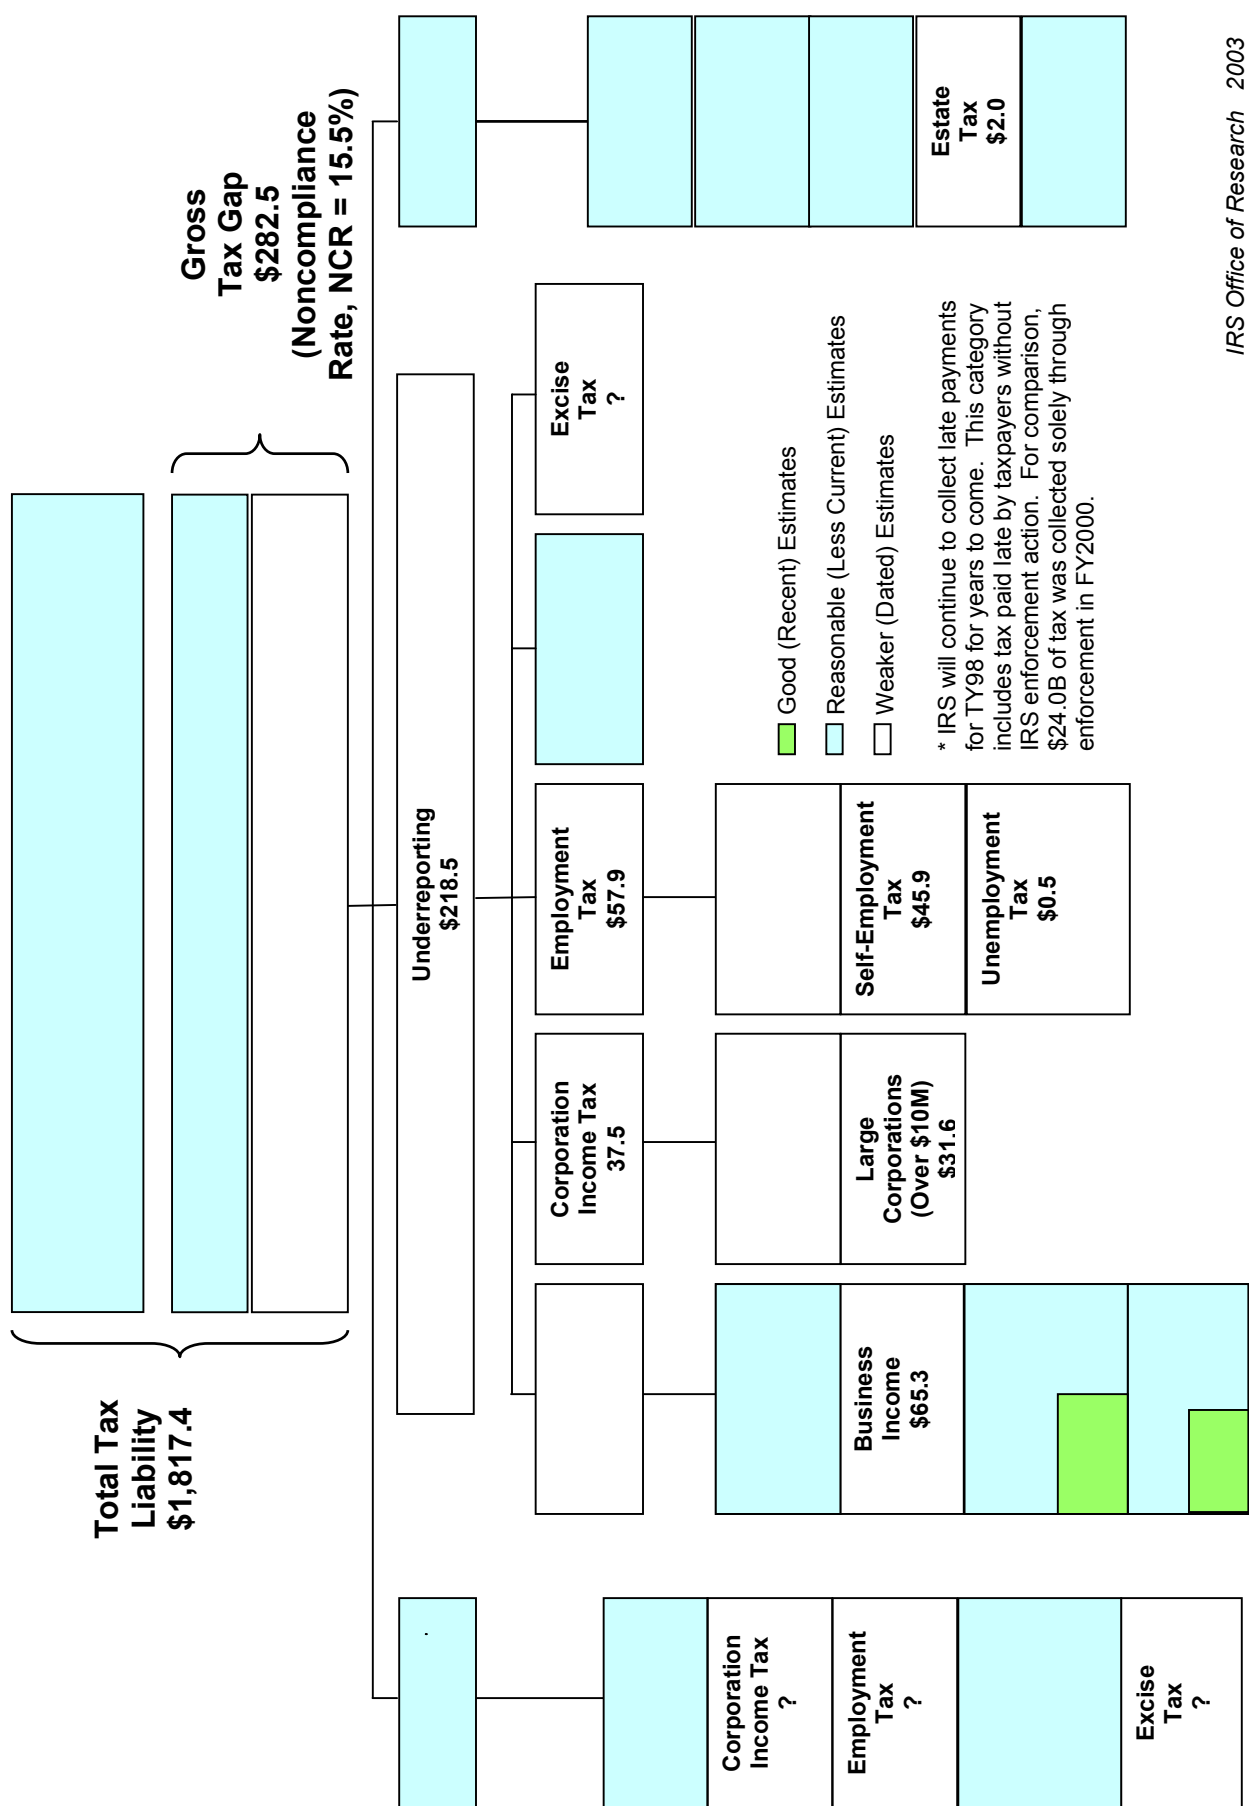 Total Tax
Liability
$1,817.4
Gross
Tax Gap
$282.5
(Noncompliance
Rate, NCR = 15.5%)
Underreporting
$218.5
Corporation
Income Tax
?
Employment
Tax
?
Excise
Tax
?
Business
Income
$65.3
Corporation
Income Tax
37.5
Large
Corporations
(Over $10M)
$31.6
Employment
Tax
$57.9
Self-Employment
Tax
$45.9
Unemployment
Tax
$0.5
Excise
Tax
?
Estate
Tax
$2.0
Good (Recent) Estimates
Reasonable (Less Current) Estimates
Weaker (Dated) Estimates
* IRS will continue to collect late payments
for TY98 for years to come. This category
includes tax paid late by taxpayers without
IRS enforcement action. For comparison,
$24.0B of tax was collected solely through
enforcement in FY2000.
IRS Office of Research 2003